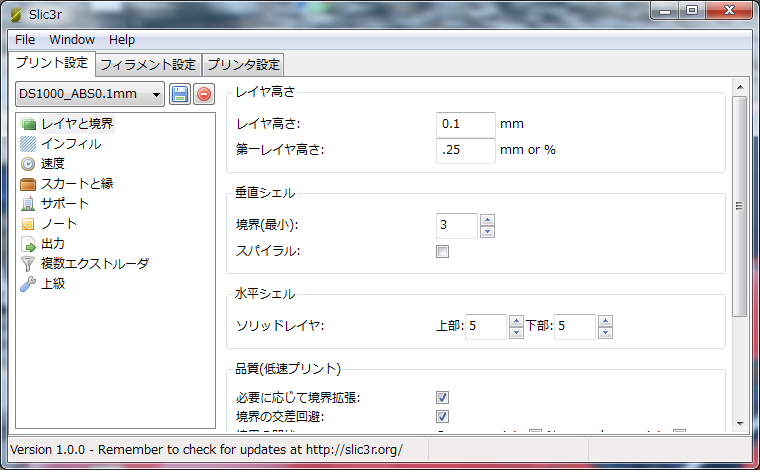 Slic3r
File Window Help
プリント設定 フィラメント設定 プリンタ設定
DS1000_ABS0.1mm
レイヤと境界
インフィル
速度
スカートと縁
サポート
ノート
出力
複数エクストルーダ
上級
レイヤ高さ
レイヤ高さ: 0.1 mm
第一レイヤ高さ: .25 mm or %
垂直シェル
境界(最小): 3
スパイラル:
水平シェル
ソリッドレイヤ: 上部: 5 下部: 5
品質(低速プリント)
必要に応じて境界拡張:
境界の交差回避:
Version 1.0.0 - Remember to check for updates at http://slic3r.org/